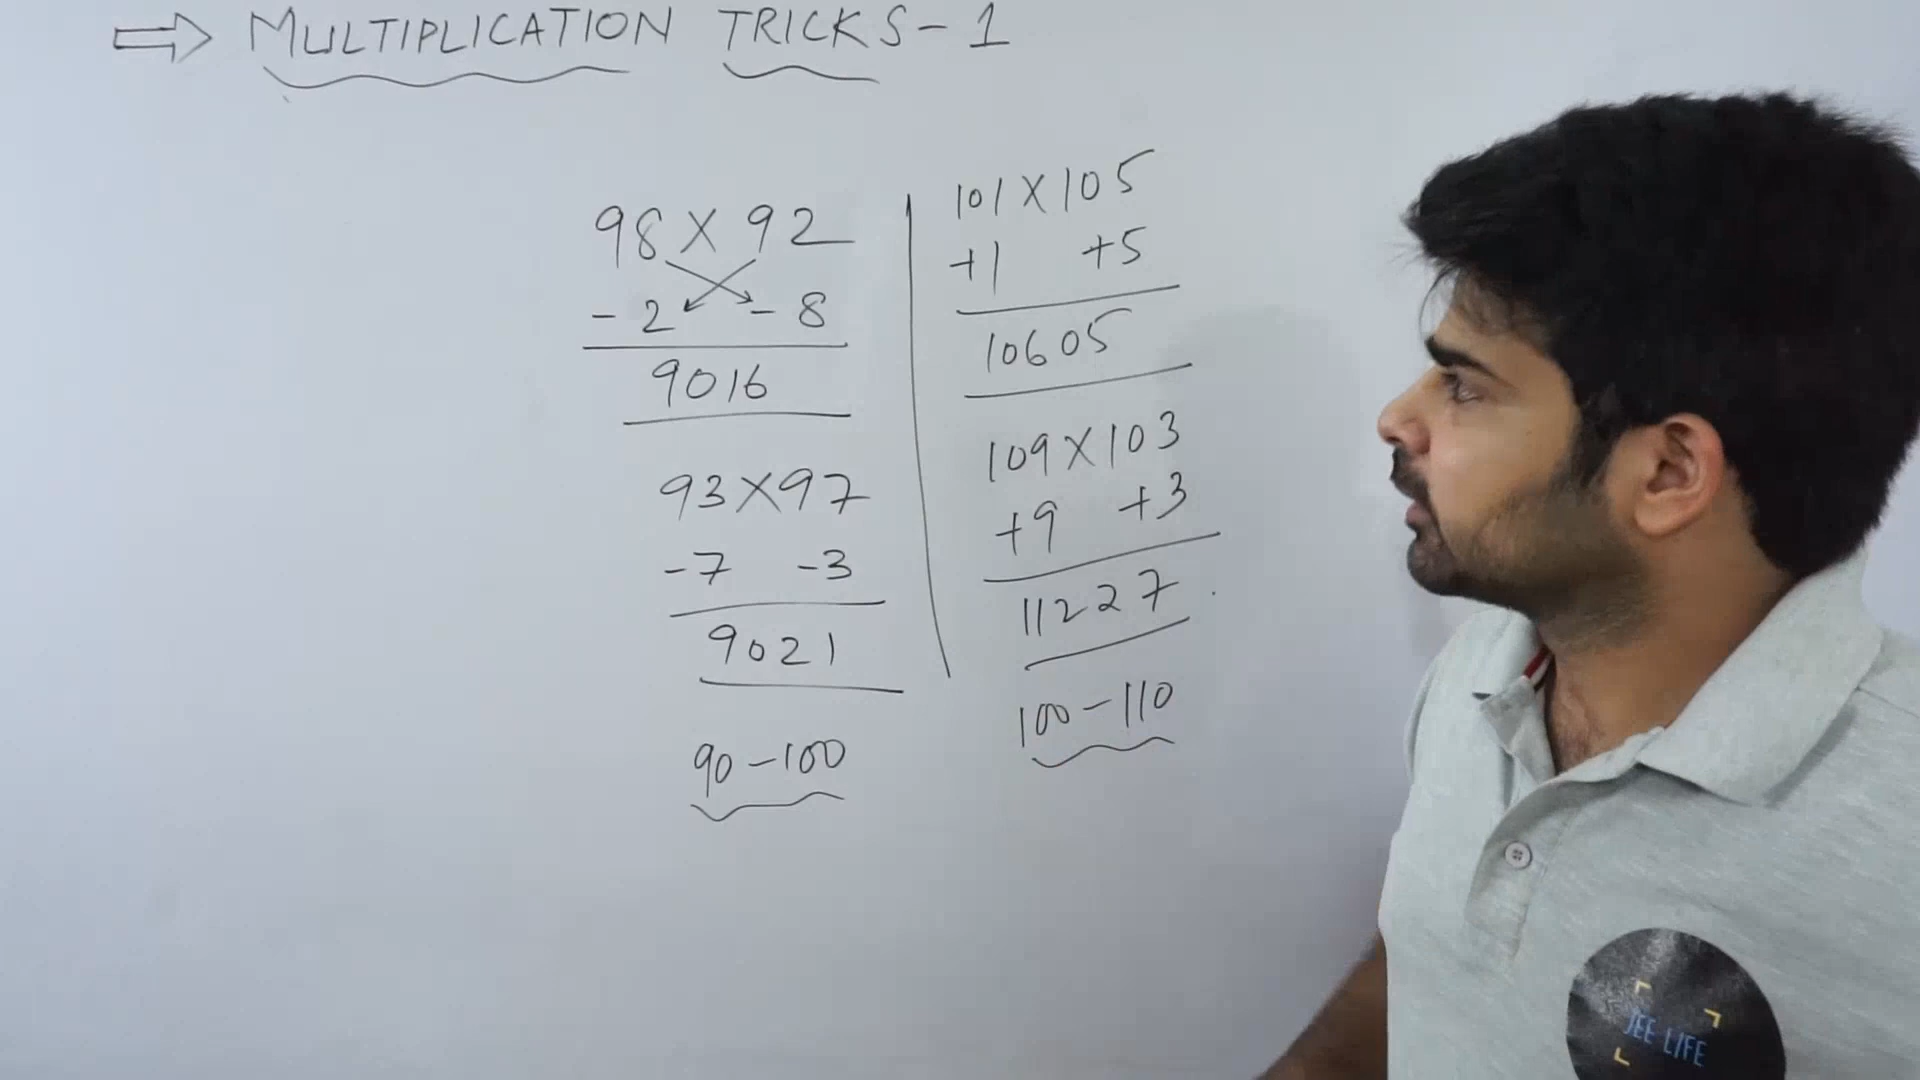 ⇒ MULTIPLICATION TRICKS-1
98 X 92
-2 -8
9016
93 X 97
-7 -3
9021
90-100
101 X 105
+1 +5
10605
109 X 103
+9 +3
11227
100-110
JEE LIFE